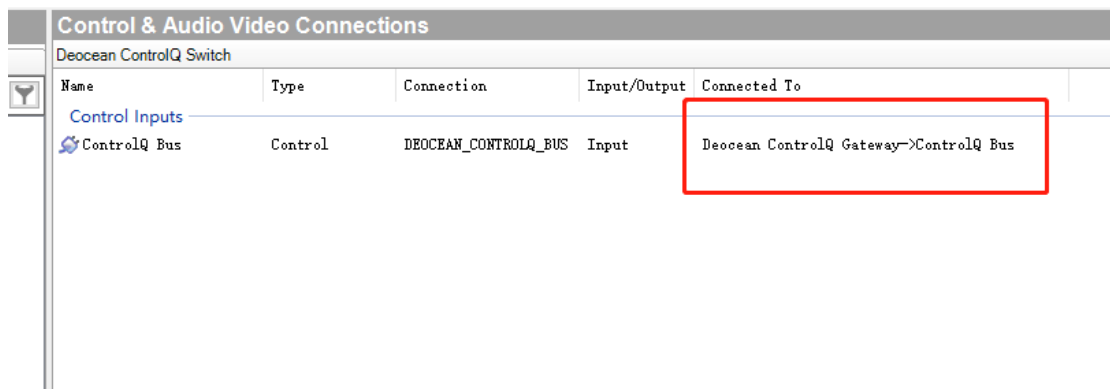 Control & Audio Video Connections
Deocean ControlQ Switch
Name Type Connection Input/Output Connected To
Control Inputs
ControlQ Bus Control DEOCEAN_CONTROLQ_BUS Input Deocean ControlQ Gateway->ControlQ Bus